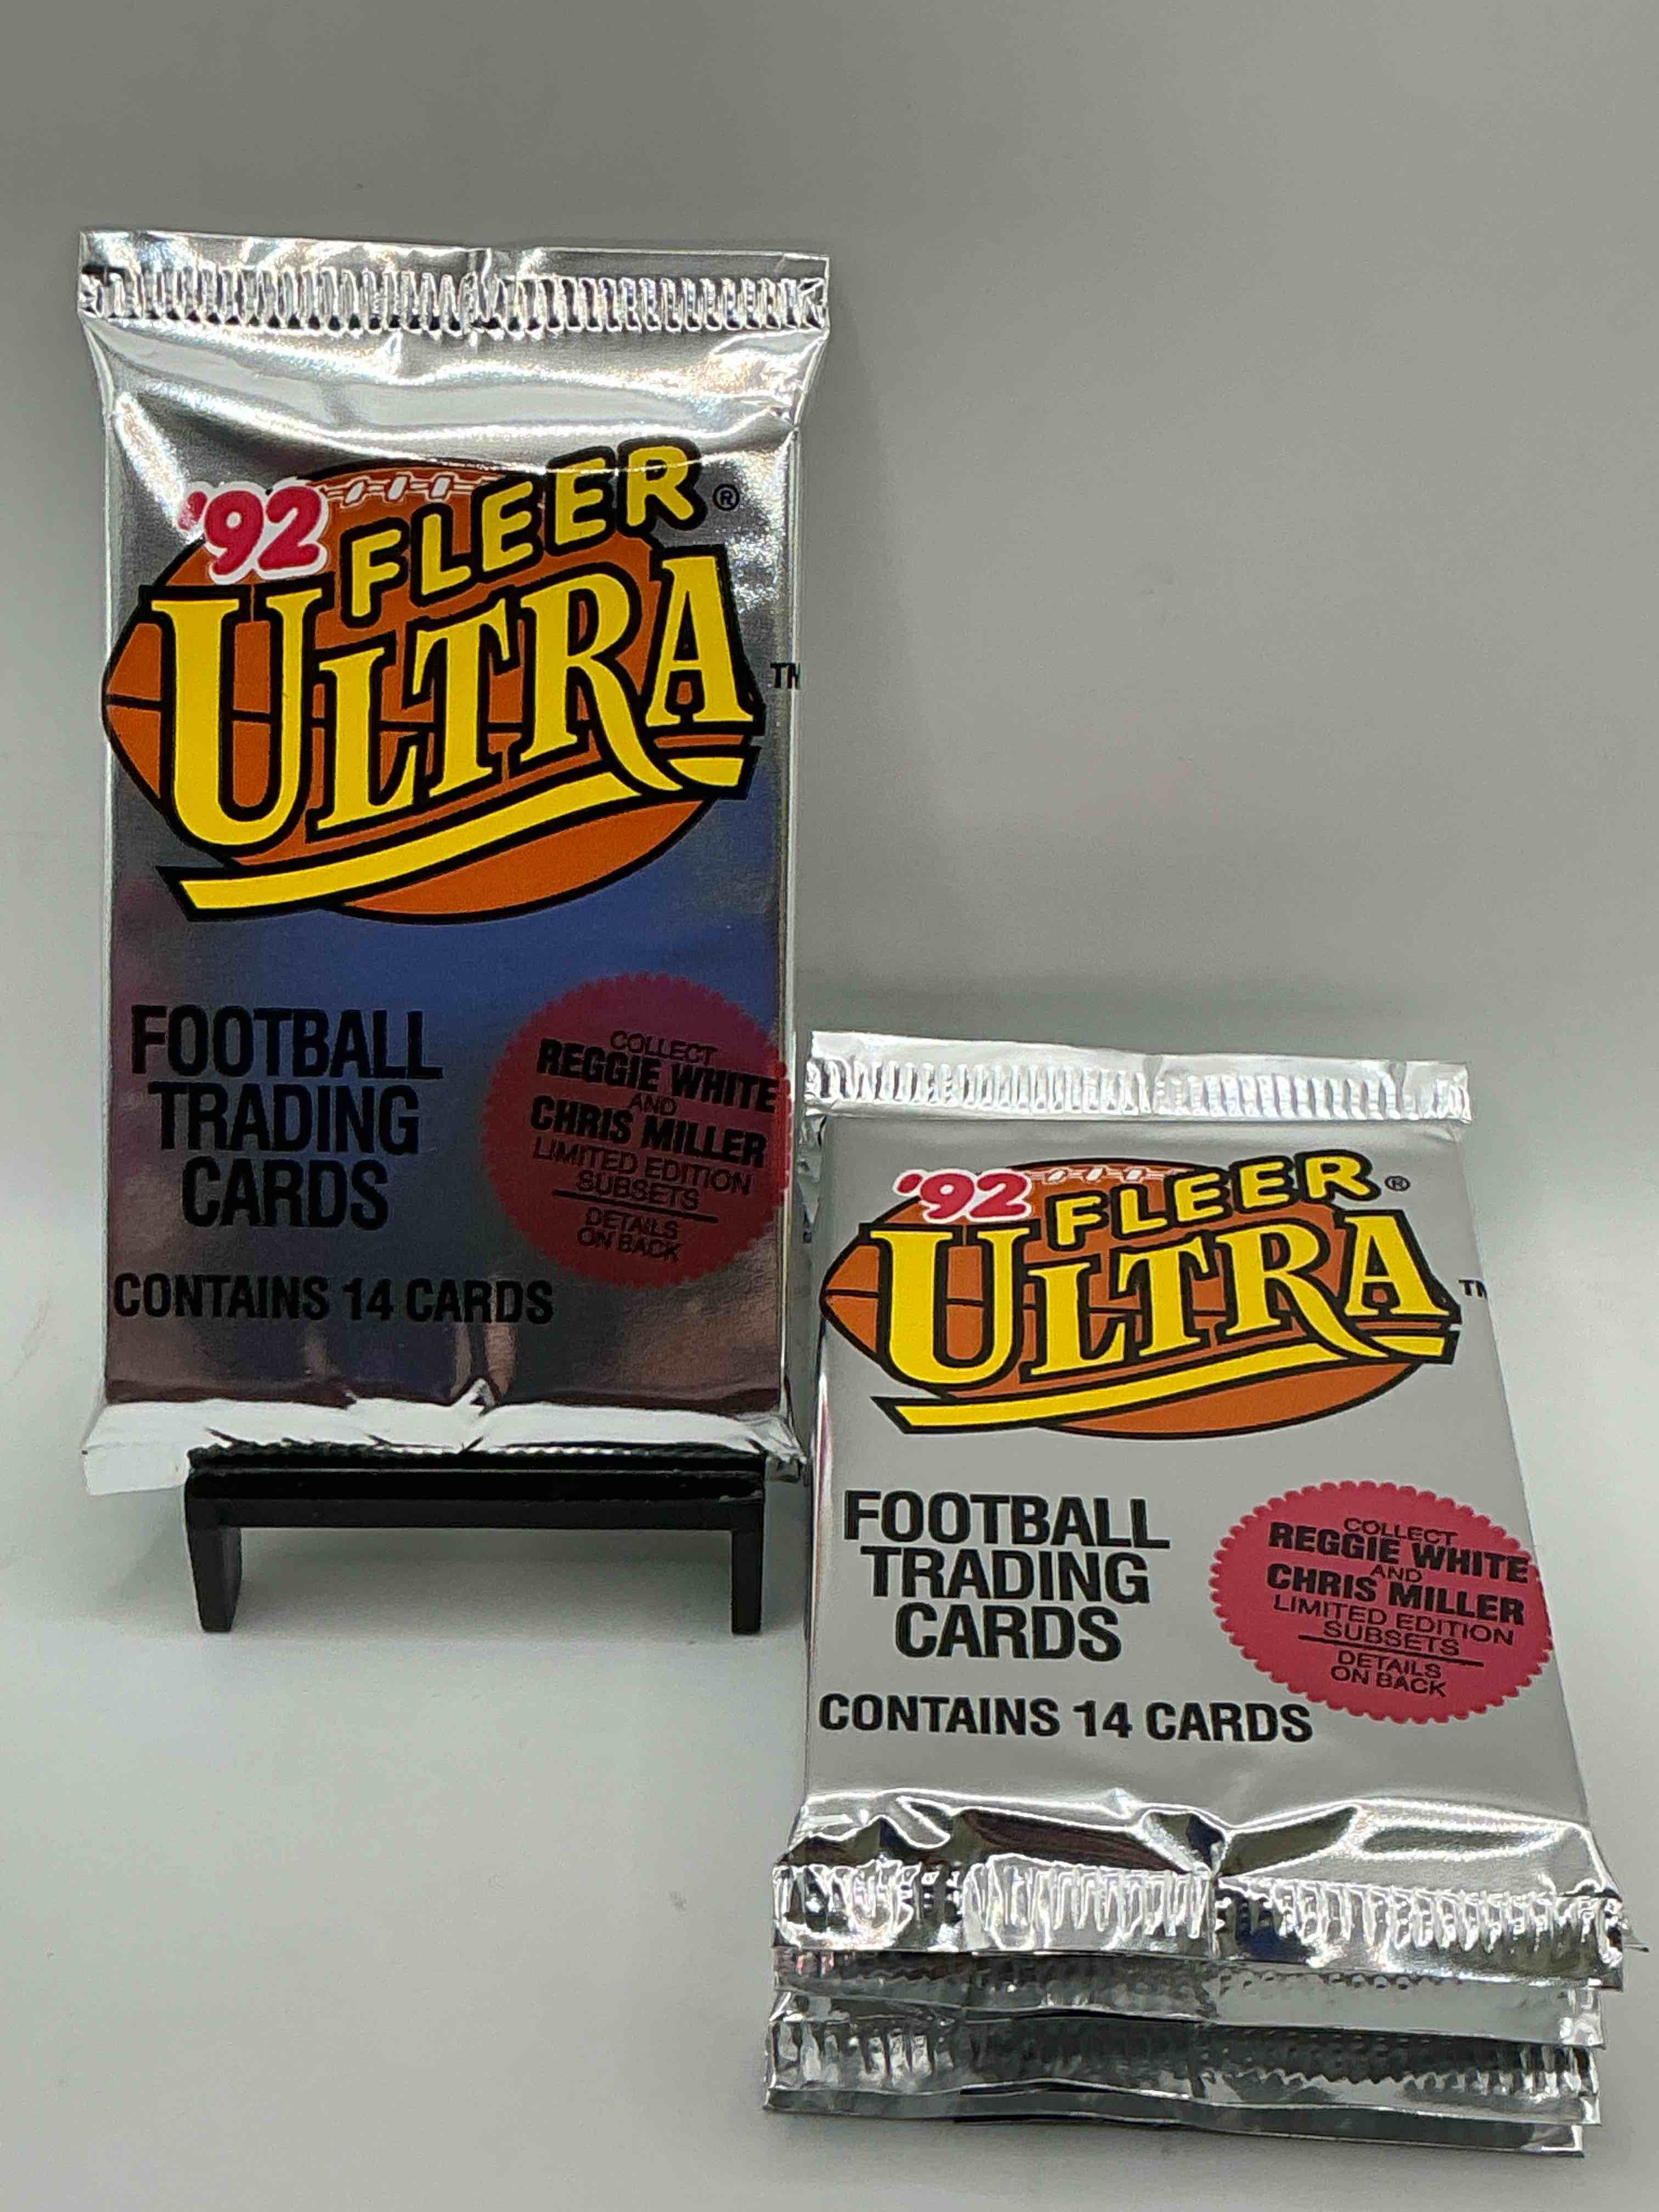 '92 FLEER®
ULTRA™
FOOTBALL
TRADING
CARDS
COLLECT
REGGIE WHITE
AND
CHRIS MILLER
LIMITED EDITION
SUBSETS
DETAILS
ON BACK
CONTAINS 14 CARDS
'92 FLEER®
ULTRA™
FOOTBALL
TRADING
CARDS
COLLECT
REGGIE WHITE
AND
CHRIS MILLER
LIMITED EDITION
SUBSETS
DETAILS
ON BACK
CONTAINS 14 CARDS